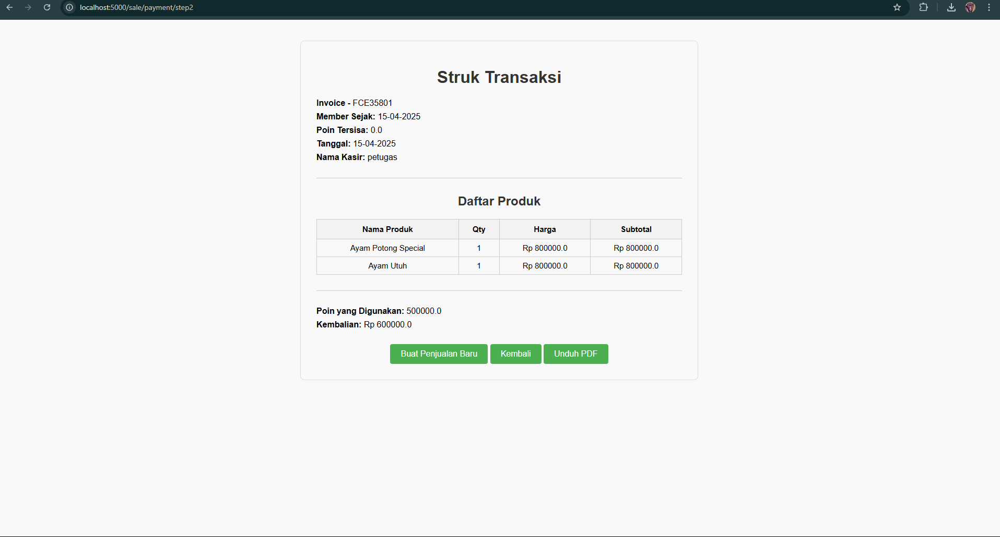 localhost:5000/sale/payment/step2
Struk Transaksi
Invoice - FCE35801
Member Sejak: 15-04-2025
Poin Tersisa: 0.0
Tanggal: 15-04-2025
Nama Kasir: petugas
Daftar Produk
Nama Produk Qty Harga Subtotal
Ayam Potong Special 1 Rp 800000.0 Rp 800000.0
Ayam Utuh 1 Rp 800000.0 Rp 800000.0
Poin yang Digunakan: 500000.0
Kembalian: Rp 600000.0
Buat Penjualan Baru Kembali Unduh PDF